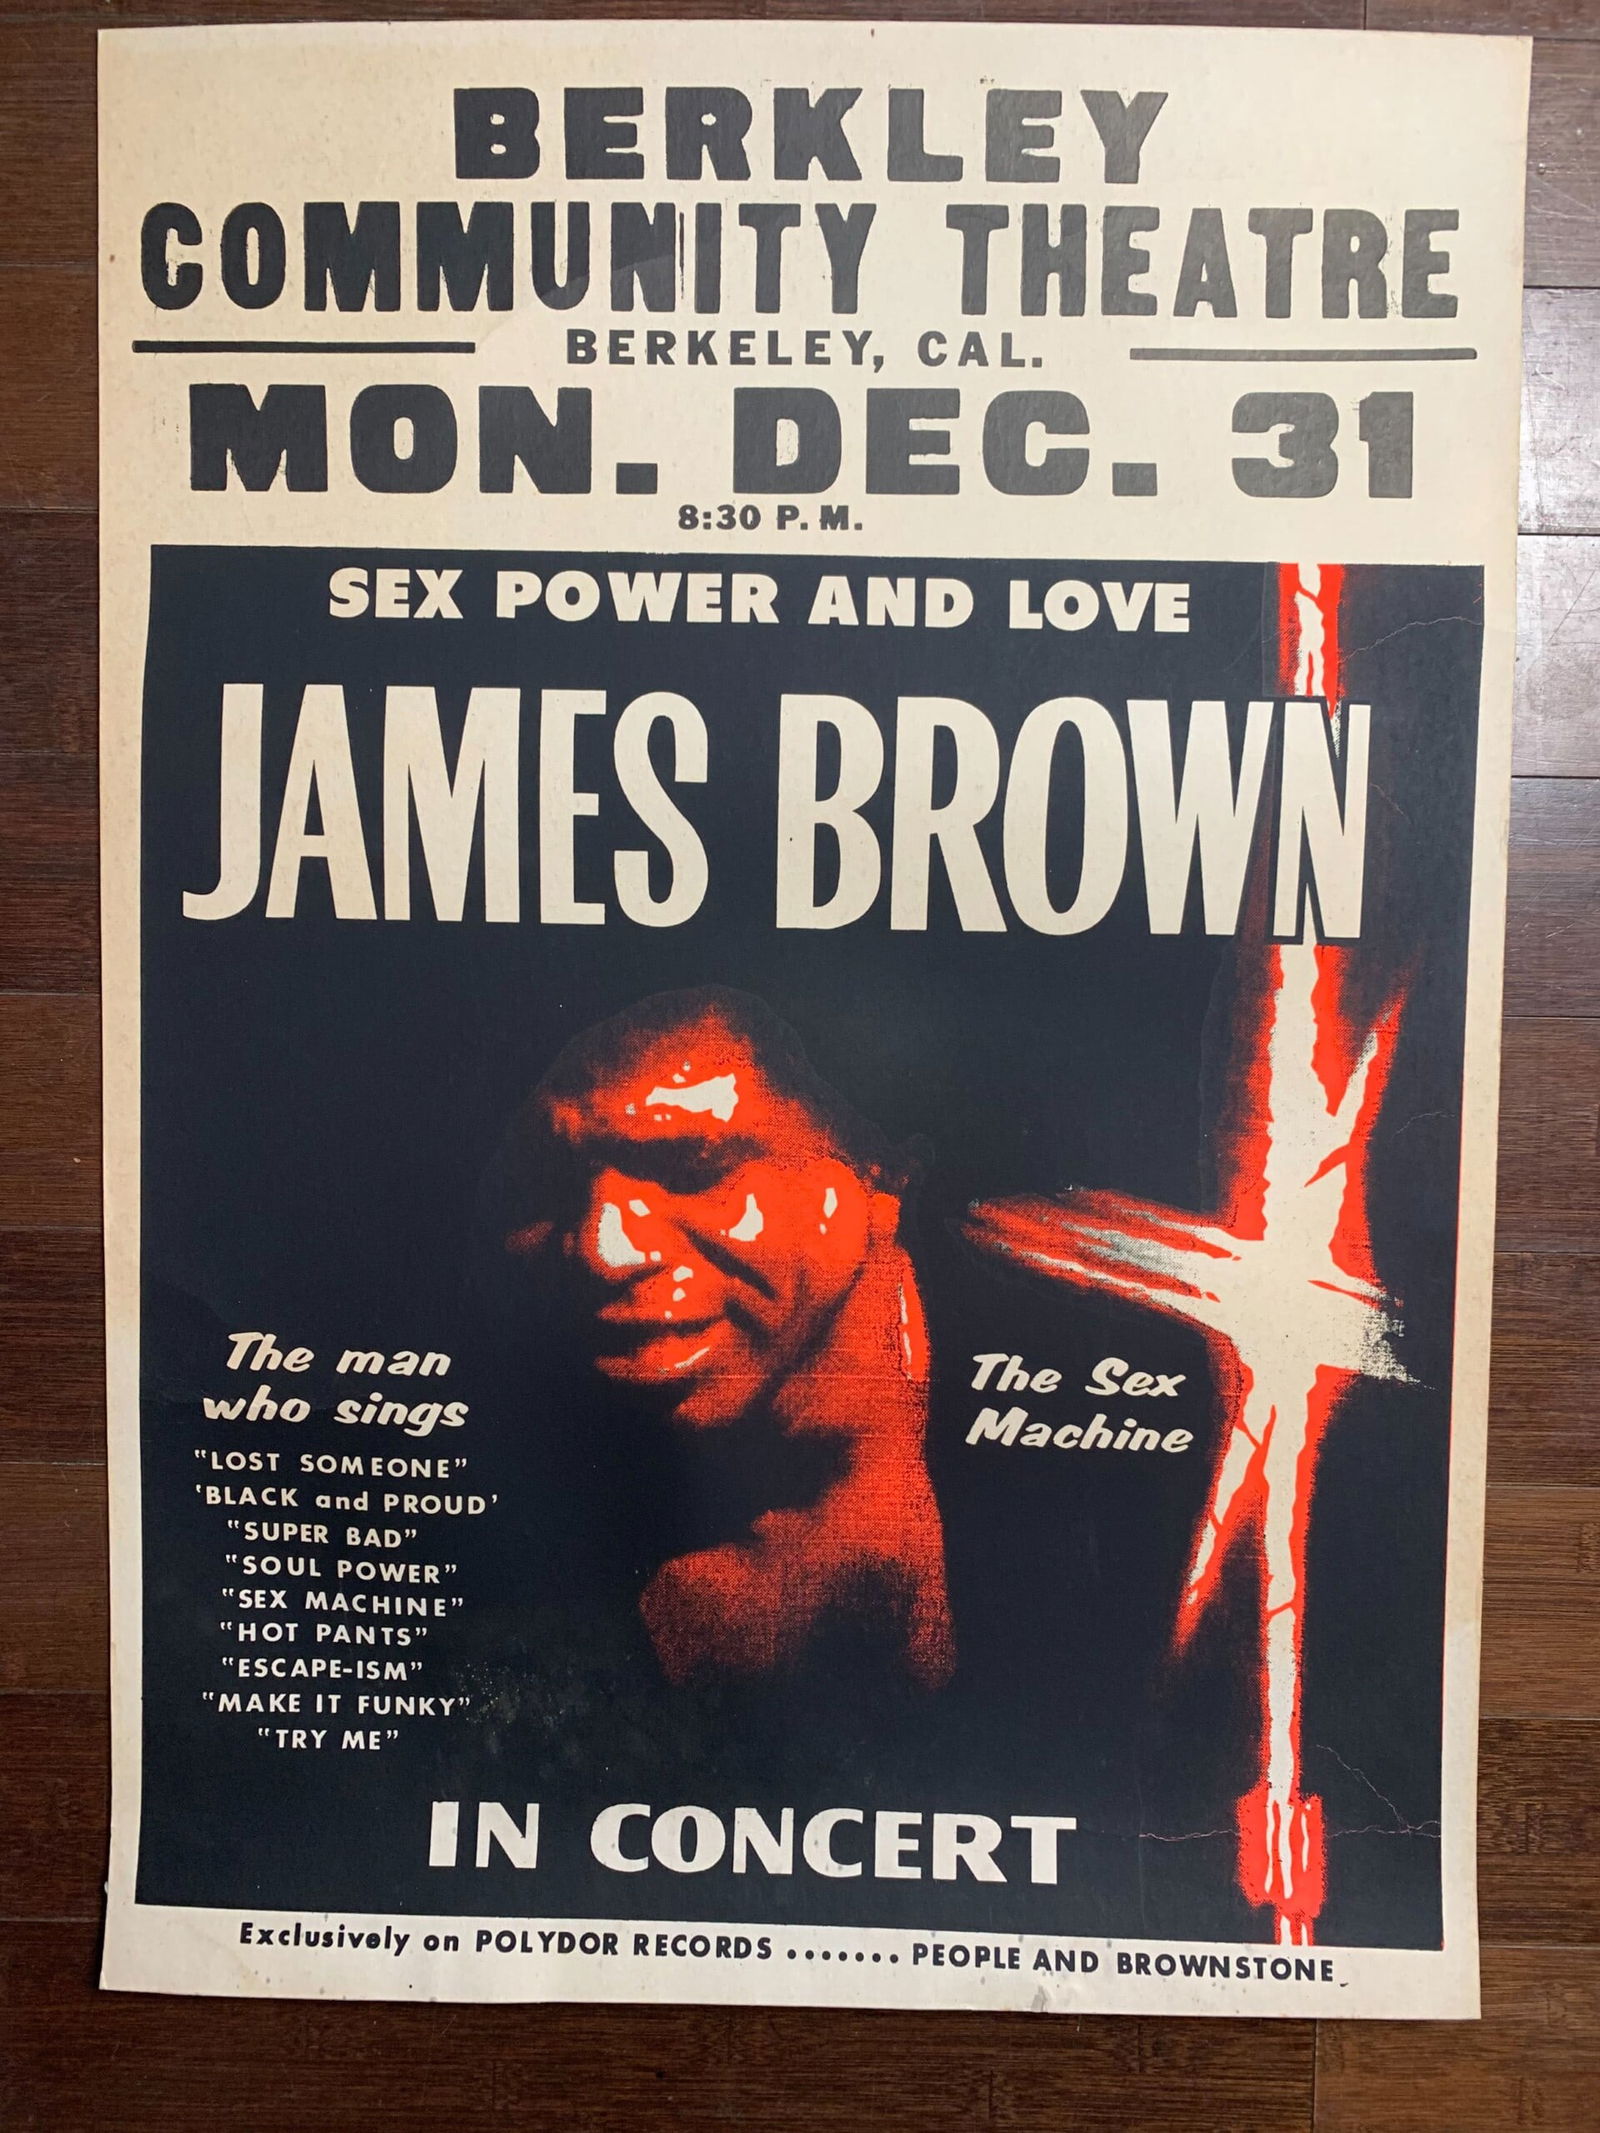 BERKLEY
COMMUNITY THEATRE
BERKELEY, CAL.
MON. DEC. 31
8:30 P. M.
SEX POWER AND LOVE
JAMES BROWN
The man
who sings
"LOST SOMEONE"
'BLACK and PROUD'
"SUPER BAD"
"SOUL POWER"
"SEX MACHINE"
"HOT PANTS"
"ESCAPE-ISM"
"MAKE IT FUNKY"
"TRY ME"
The Sex
Machine
IN CONCERT
Exclusively on POLYDOR RECORDS ....... PEOPLE AND BROWNSTONE